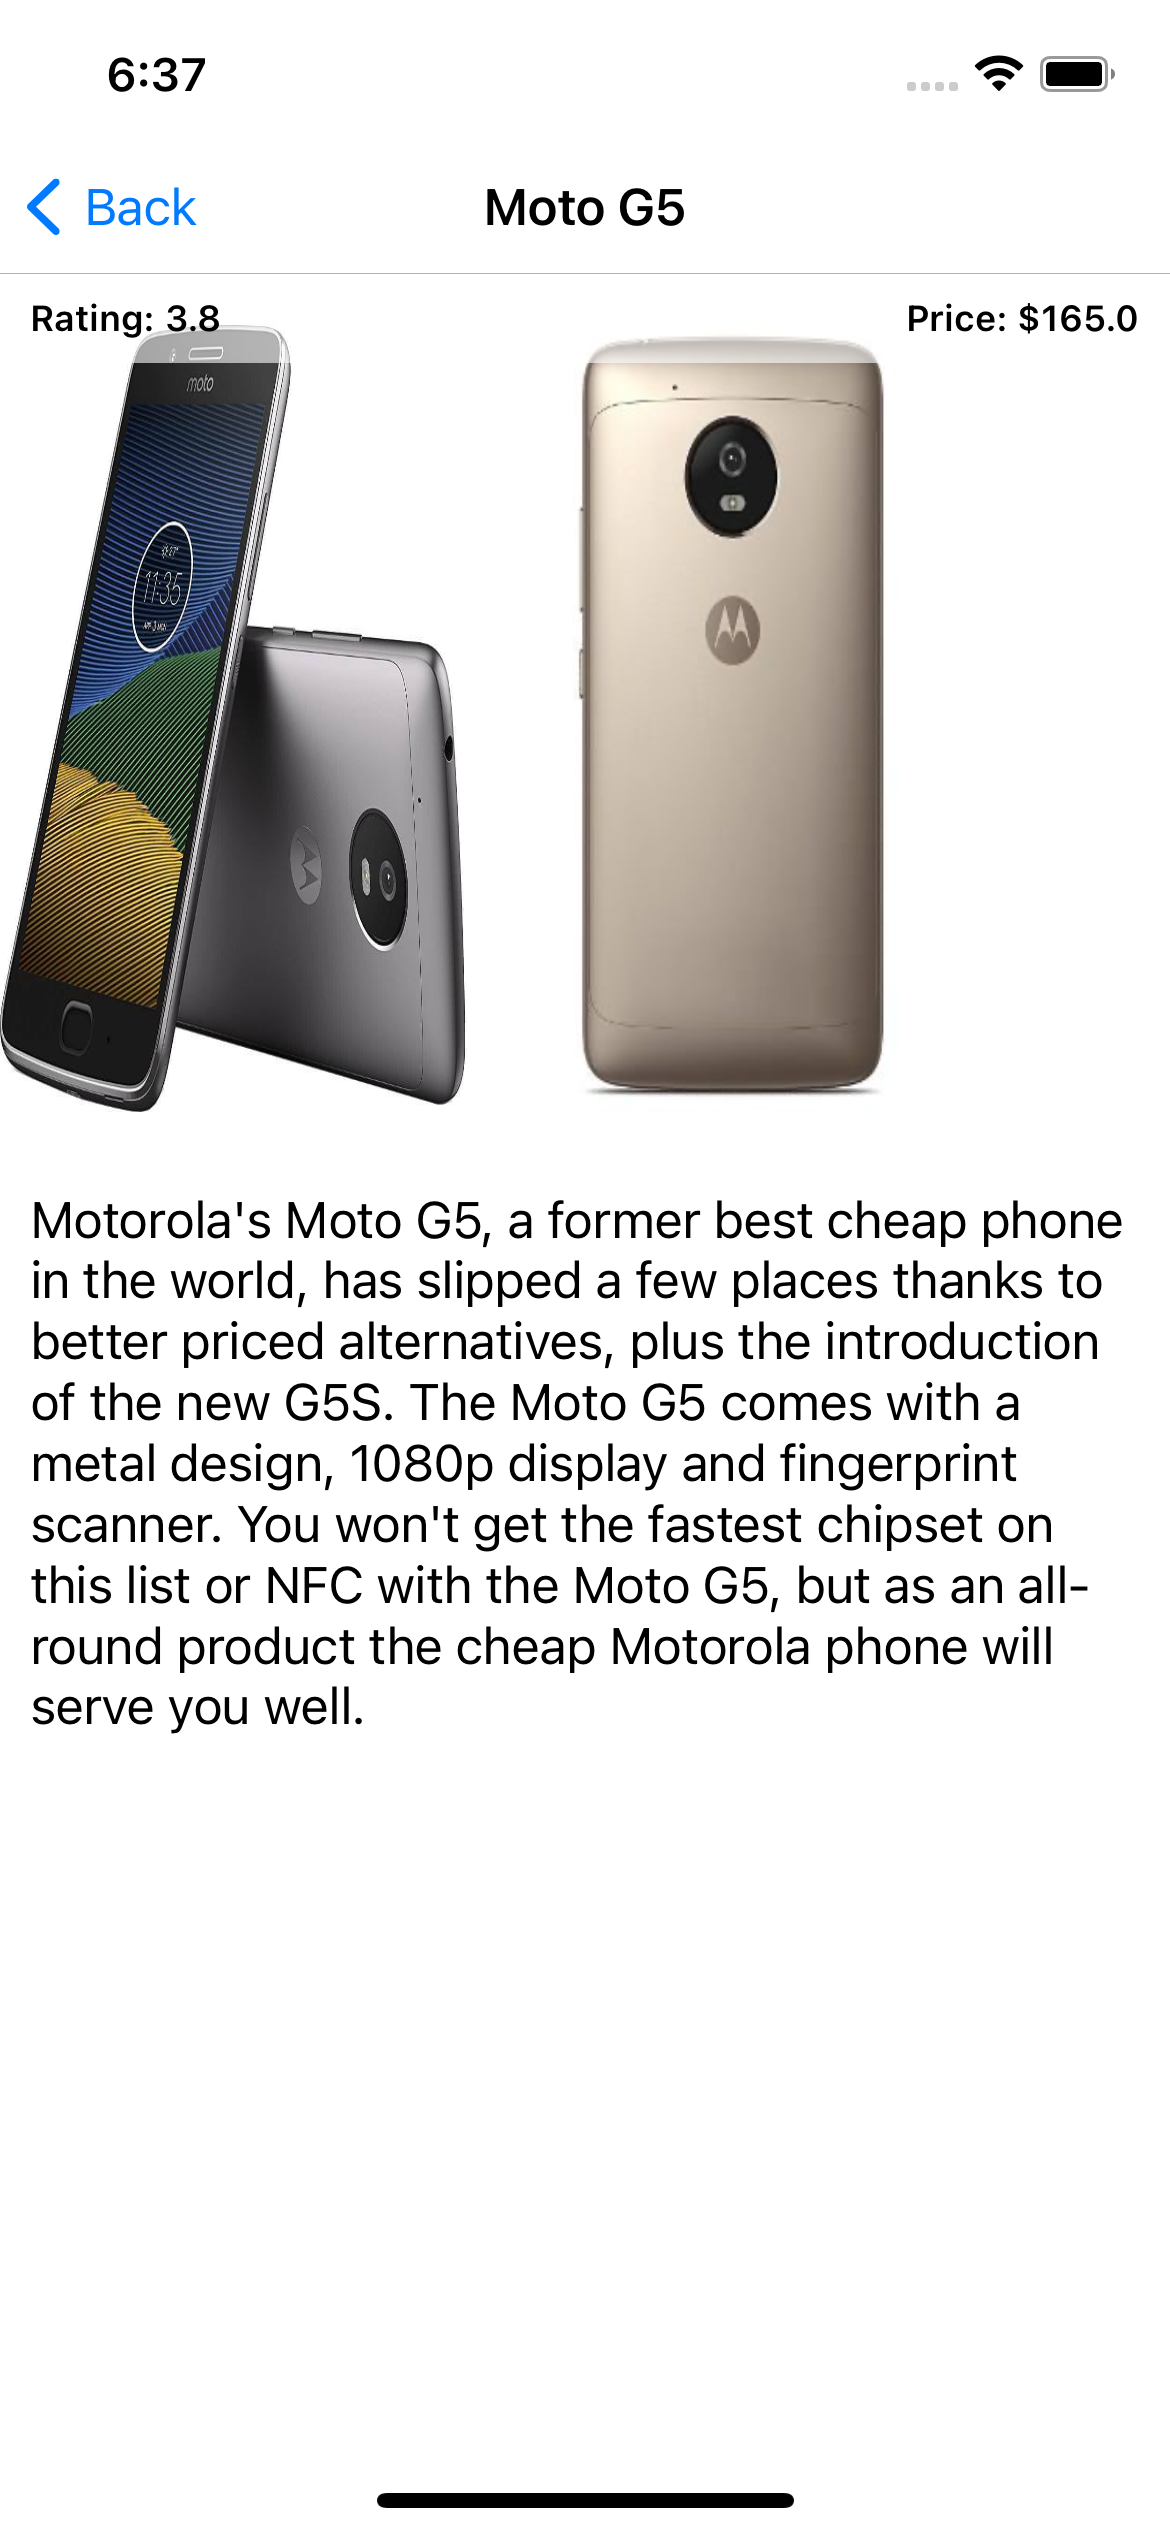 6:37
Back
Moto G5
Rating: 3.8
Price: $165.0
moto
11:35
Motorola's Moto G5, a former best cheap phone
in the world, has slipped a few places thanks to
better priced alternatives, plus the introduction
of the new G5S. The Moto G5 comes with a
metal design, 1080p display and fingerprint
scanner. You won't get the fastest chipset on
this list or NFC with the Moto G5, but as an all-
round product the cheap Motorola phone will
serve you well.